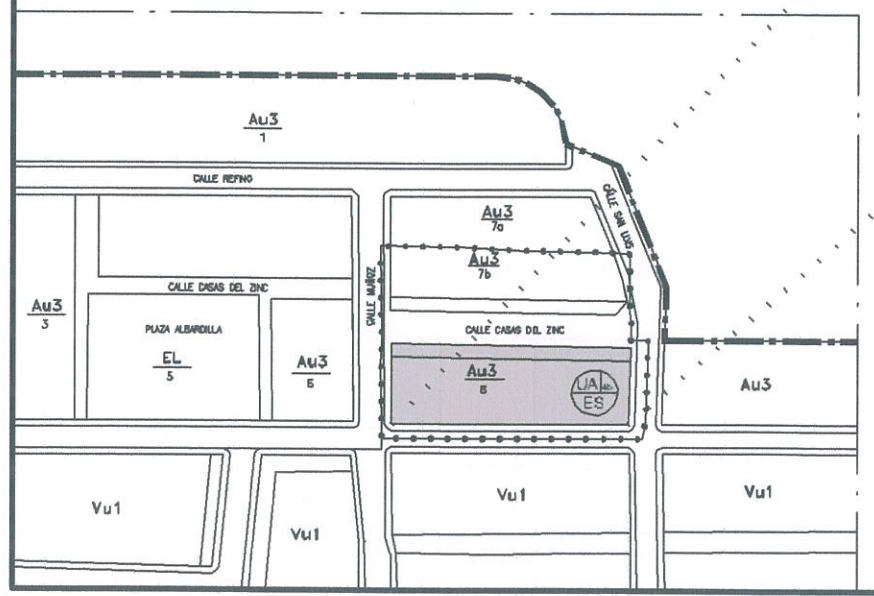 Au3
1
CALLE REFINO
CALLE SAN LUIS
Au3
7a
Au3
7b
CALLE MUÑOZ
CALLE CASAS DEL ZINC
Au3
3
PLAZA ALBARDILLA
EL
5
Au3
6
CALLE CASAS DEL ZINC
Au3
8
UA
ES
Au3
Vu1
Vu1
Vu1
Vu1